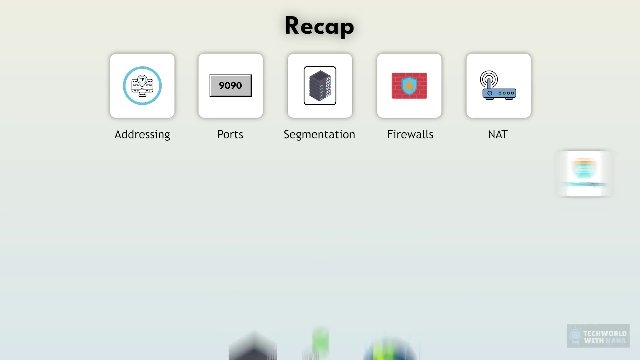 Recap
9090
Addressing
Ports
Segmentation
Firewalls
NAT
TECHWORLD
WITH NANA